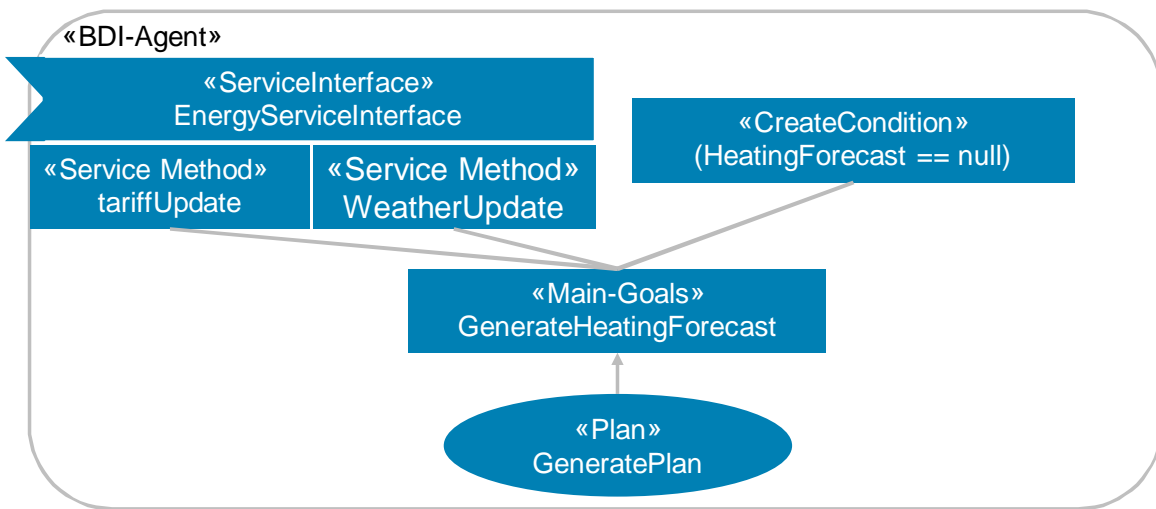 «BDI-Agent»
«ServiceInterface»
EnergyServiceInterface
«Service Method»
tariffUpdate
«Service Method»
WeatherUpdate
«CreateCondition»
(HeatingForecast == null)
«Main-Goals»
GenerateHeatingForecast
«Plan»
GeneratePlan